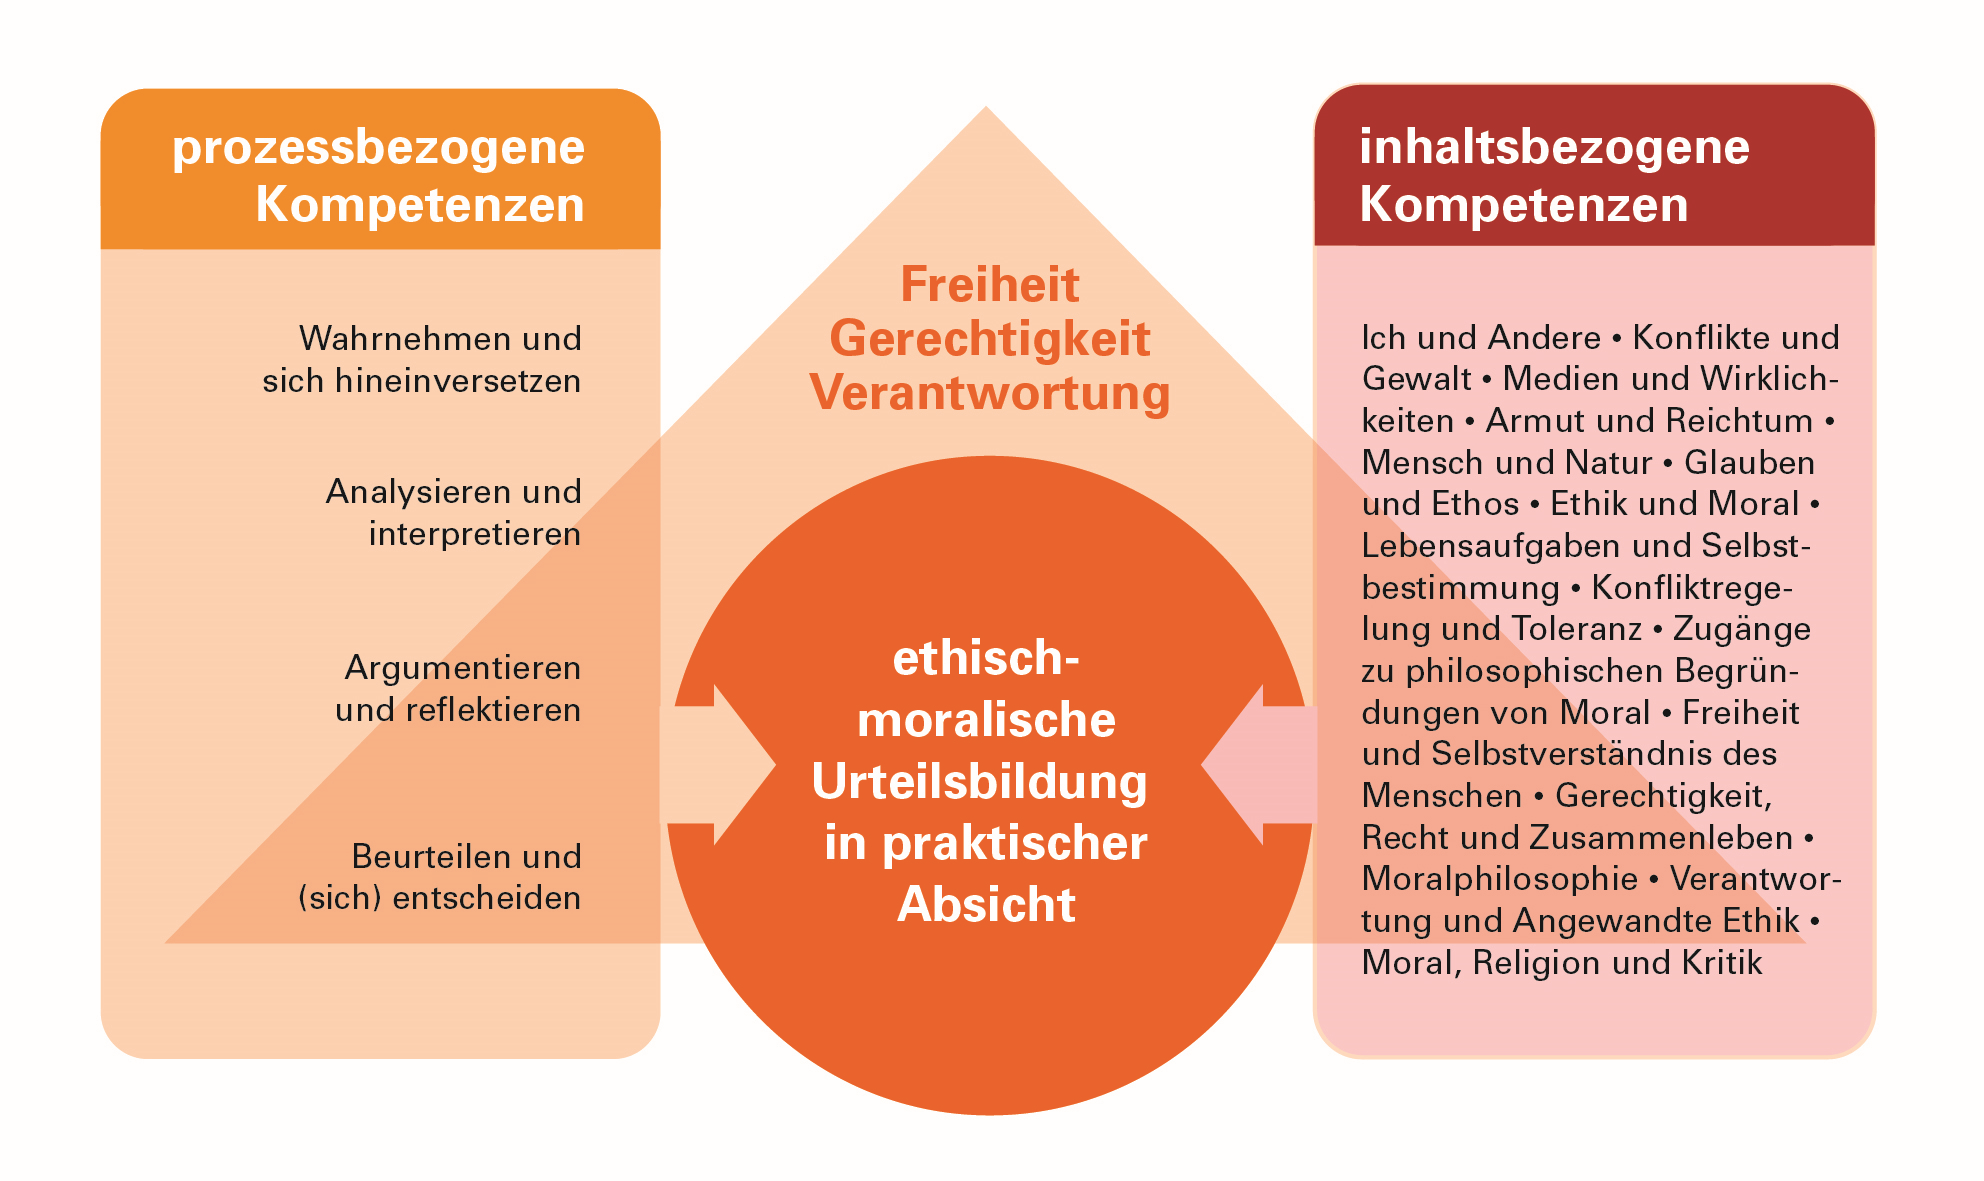 prozessbezogene
Kompetenzen
Wahrnehmen und
sich hineinversetzen
Analysieren und
interpretieren
Argumentieren
und reflektieren
Beurteilen und
(sich) entscheiden
Freiheit
Gerechtigkeit
Verantwortung
ethisch-
moralische
Urteilsbildung
in praktischer
Absicht
inhaltsbezogene
Kompetenzen
Ich und Andere • Konflikte und
Gewalt • Medien und Wirklich-
keiten • Armut und Reichtum •
Mensch und Natur • Glauben
und Ethos • Ethik und Moral •
Lebensaufgaben und Selbst-
bestimmung • Konfliktrege-
lung und Toleranz • Zugänge
zu philosophischen Begrün-
dungen von Moral • Freiheit
und Selbstverständnis des
Menschen • Gerechtigkeit,
Recht und Zusammenleben •
Moralphilosophie • Verantwor-
tung und Angewandte Ethik •
Moral, Religion und Kritik